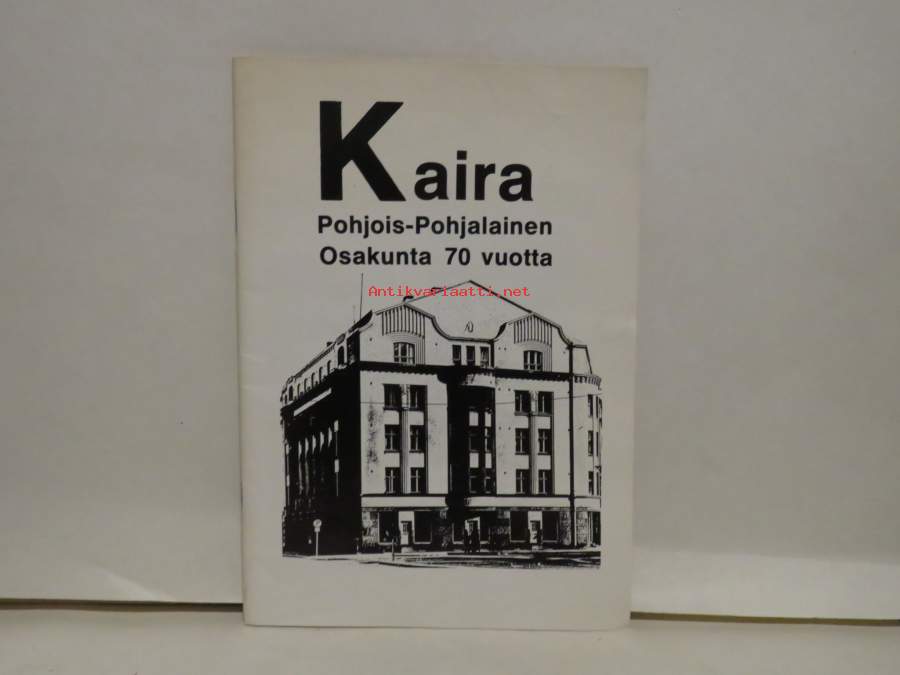 Kaira
Pohjois-Pohjalainen
Osakunta 70 vuotta
Antikvariaatti.net